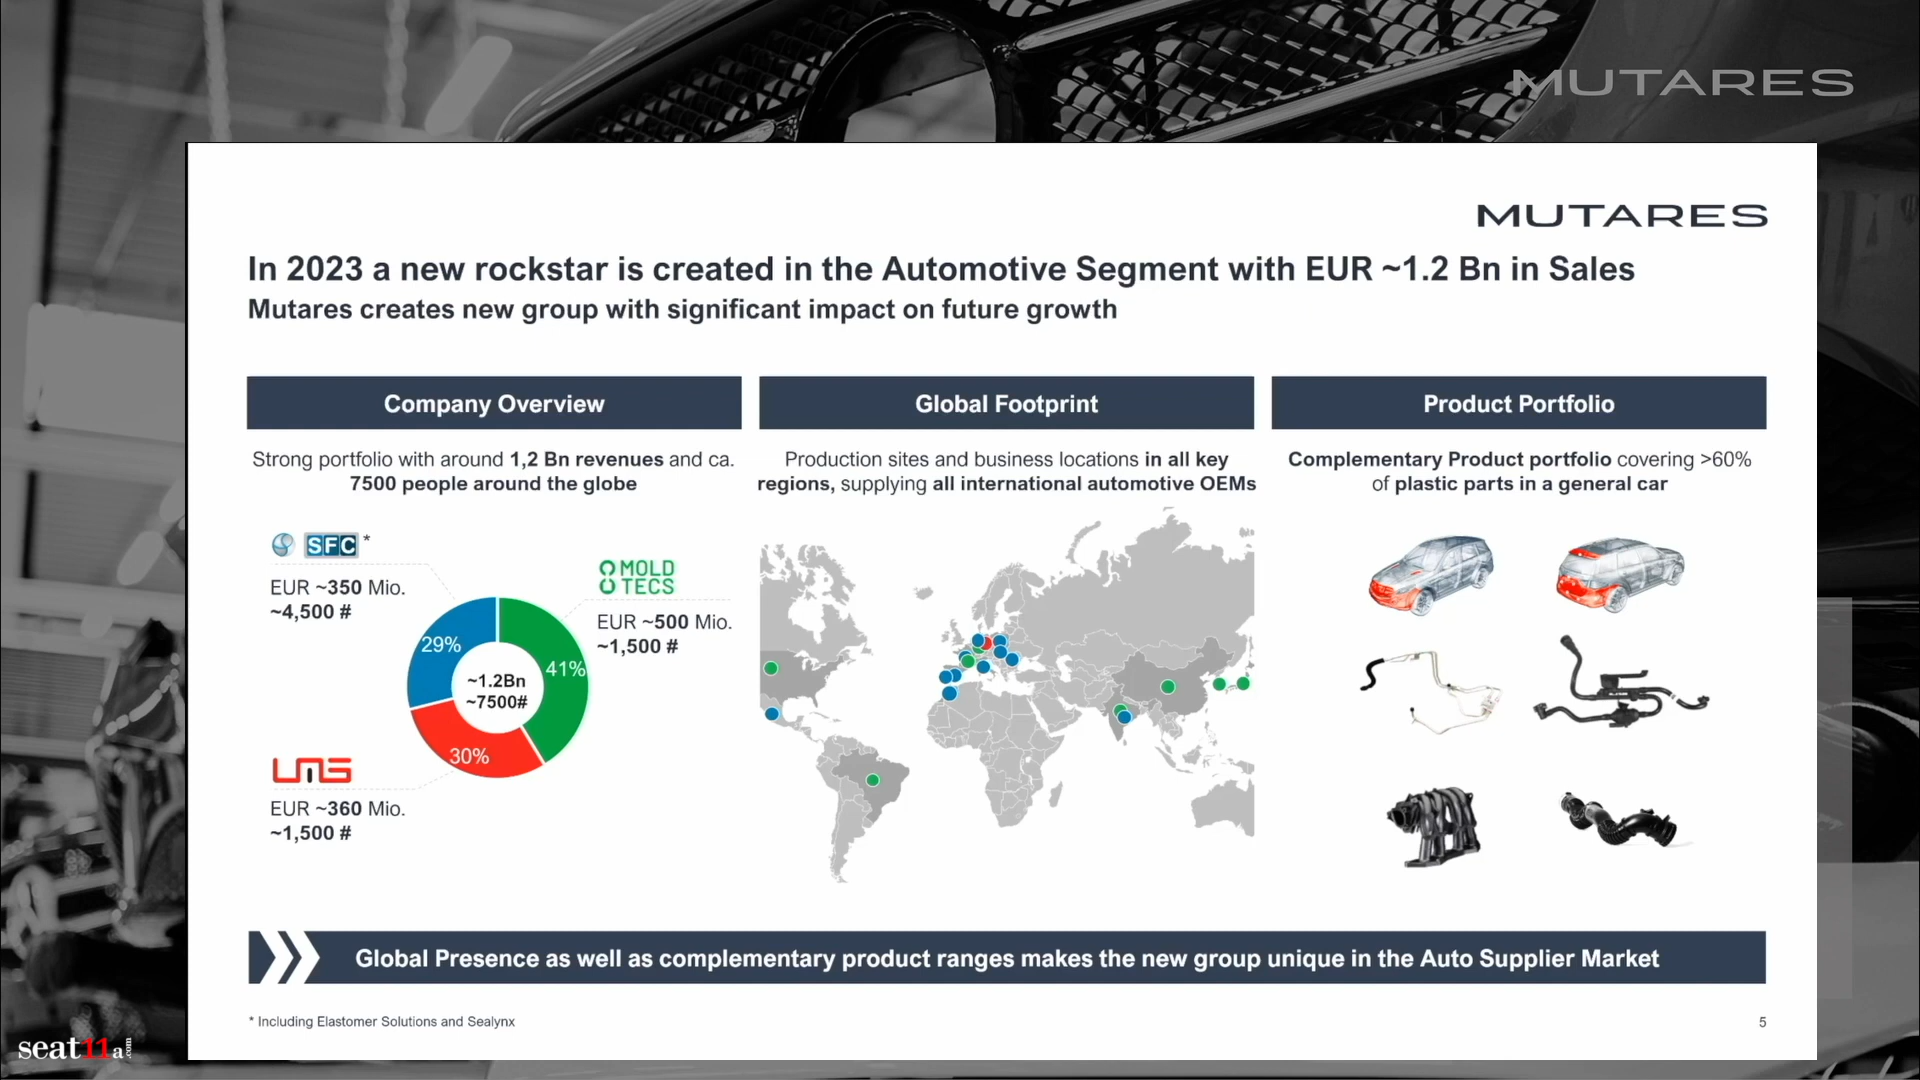 MUTARES
MUTARES
In 2023 a new rockstar is created in the Automotive Segment with EUR ~1.2 Bn in Sales
Mutares creates new group with significant impact on future growth
Company Overview
Strong portfolio with around 1,2 Bn revenues and ca.
7500 people around the globe
SFC *
EUR ~350 Mio.
~4,500 #
MOLD
TECS
EUR ~500 Mio.
~1,500 #
29%
41%
30%
~1.2Bn
~7500#
UMS
EUR ~360 Mio.
~1,500 #
Global Footprint
Production sites and business locations in all key
regions, supplying all international automotive OEMs
Product Portfolio
Complementary Product portfolio covering >60%
of plastic parts in a general car
Global Presence as well as complementary product ranges makes the new group unique in the Auto Supplier Market
* Including Elastomer Solutions and Sealynx
5
seat11a.com